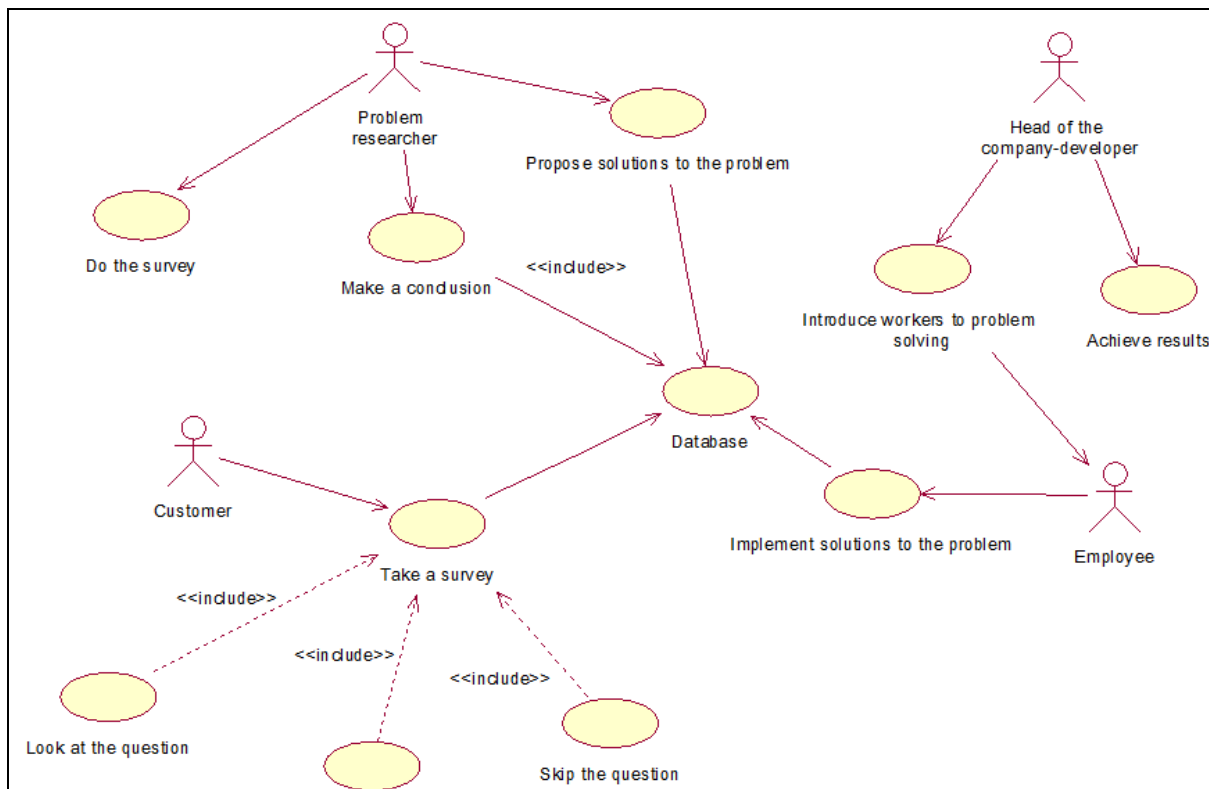 Problem
researcher
Head of the
company-developer
Propose solutions to the problem
Do the survey
<<include>>
Make a conclusion
Introduce workers to problem
solving
Achieve results
Database
Customer
Implement solutions to the problem
Employee
Take a survey
<<include>>
<<include>>
<<include>>
Look at the question
Skip the question